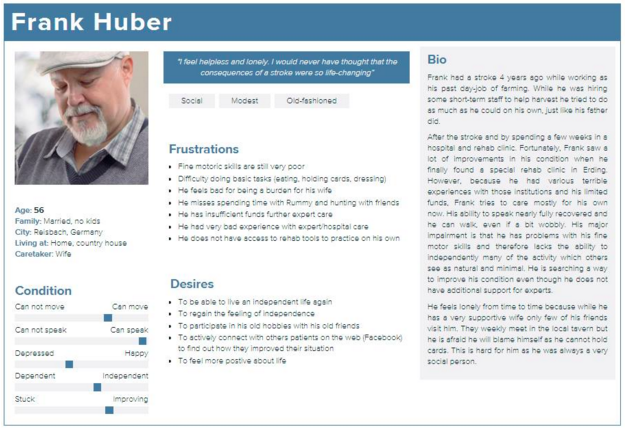 Frank Huber
"I feel helpless and lonely. I would never have thought that the
consequences of a stroke were so life-changing"
Social
Modest
Old-fashioned
Age: 56
Family: Married, no kids
City: Reisbach, Germany
Living at: Home, country house
Caretaker: Wife
Condition
Can not move Can move
Can not speak Can speak
Depressed Happy
Dependent Independent
Stuck Improving
Frustrations
Fine motoric skills are still very poor
Difficulty doing basic tasks (eating, holding cards, dressing)
He feels bad for being a burden for his wife
He misses spending time with Rummy and hunting with friends
He has insufficient funds further expert care
He had very bad experience with expert/hospital care
He does not have access to rehab tools to practice on his own
Desires
To be able to live an independent life again
To regain the feeling of independence
To participate in his old hobbies with his old friends
To actively connect with others patients on the web (Facebook)
to find out how they improved their situation
To feel more postive about life
Bio
Frank had a stroke 4 years ago while working as
his past day-job of farming. While he was hiring
some short-term staff to help harvest he tried to do
as much as he could on his own, just like his father
did.
After the stroke and by spending a few weeks in a
hospital and rehab clinic. Fortunately, Frank saw a
lot of improvements in his condition when he
finally found a special rehab clinic in Erding.
However, because he had various terrible
experiences with those institutions and his limited
funds, Frank tries to care mostly for his own
now. His ability to speak nearly fully recovered and
he can walk, even if a bit wobbly. His major
impairment is that he has problems with his fine
motor skills and therefore lacks the ability to
independently many of the activity which others
see as natural and minimal. He is searching a way
to improve his condition even though he does not
have additional support for experts.
He feels lonely from time to time because while he
has a very supportive wife only few of his friends
visit him. They weekly meet in the local tavern but
he is afraid he will blame himself as he cannot hold
cards. This is hard for him as he was always a very
social person.